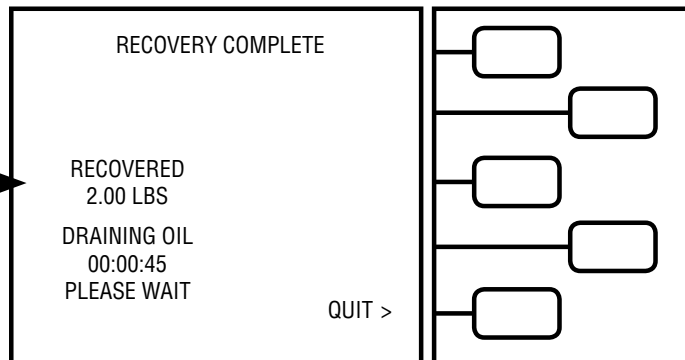 RECOVERY COMPLETE
RECOVERED
2.00 LBS
DRAINING OIL
00:00:45
PLEASE WAIT
QUIT >